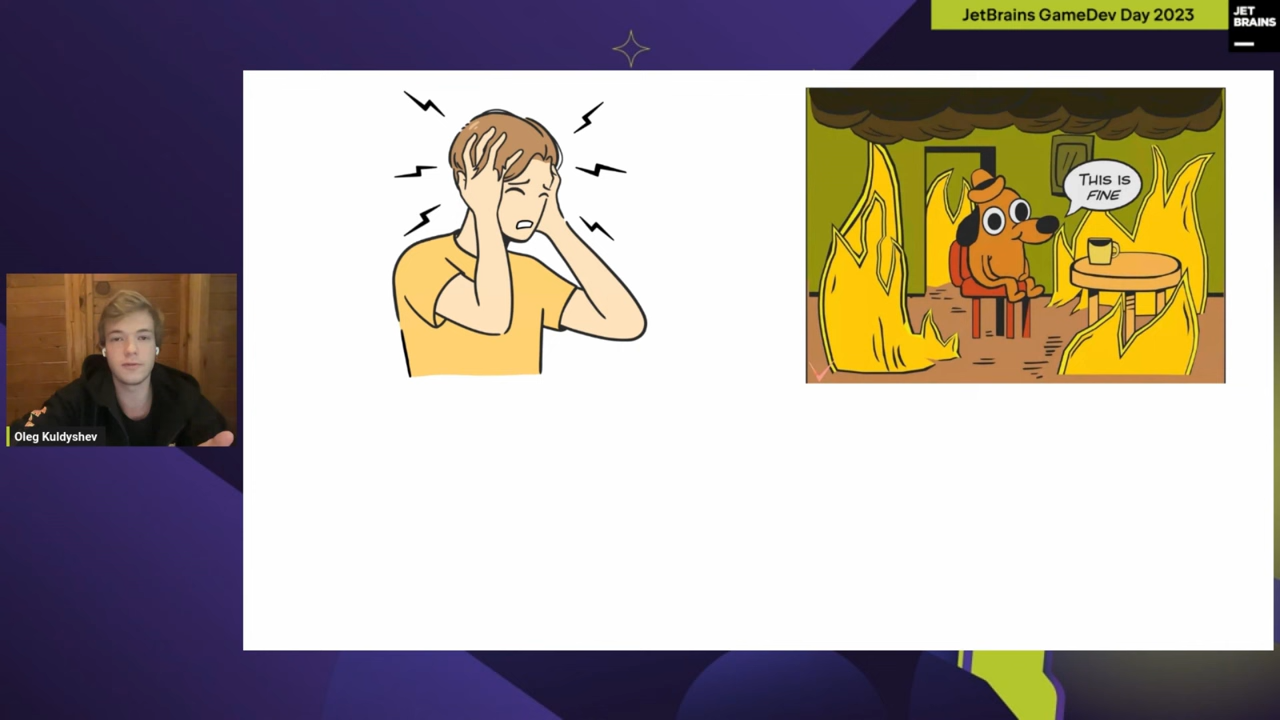 JetBrains GameDev Day 2023
JET
BRAINS
THIS IS
FINE
Oleg Kuldyshev